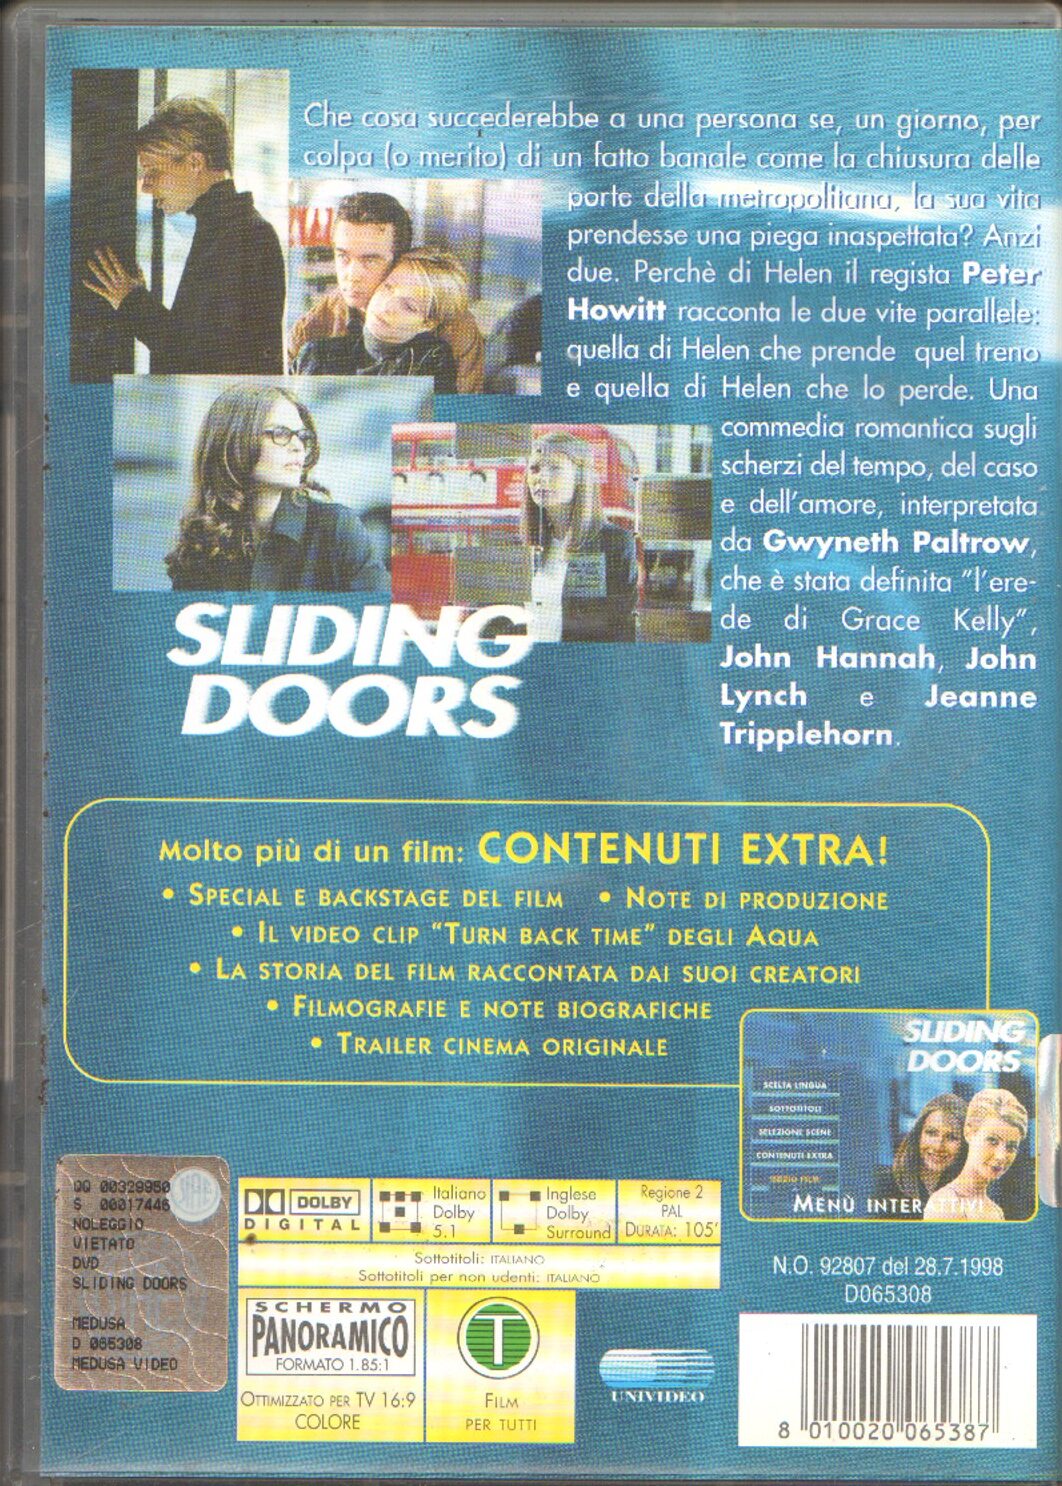 Che cosa succederebbe a una persona se, un giorno, per
colpa (o merito) di un fatto banale come la chiusura delle
porte della metropolitana, la sua vita
prendesse una piega inaspettata? Anzi
due. Perchè di Helen il regista Peter
Howitt racconta le due vite parallele:
quella di Helen che prende quel treno
e quella di Helen che lo perde. Una
commedia romantica sugli
scherzi del tempo, del caso
e dell'amore, interpretata
da Gwyneth Paltrow,
che è stata definita "l'ere-
de di Grace Kelly",
John Hannah, John
Lynch e Jeanne
Tripplehorn.
SLIDING
DOORS
Molto più di un film: CONTENUTI EXTRA!
• SPECIAL E BACKSTAGE DEL FILM • NOTE DI PRODUZIONE
• IL VIDEO CLIP "TURN BACK TIME" DEGLI AQUA
• LA STORIA DEL FILM RACCONTATA DAI SUOI CREATORI
• FILMOGRAFIE E NOTE BIOGRAFICHE
• TRAILER CINEMA ORIGINALE
SLIDING
DOORS
SCELTA LINGUA
SOTTOTITOLI
SELEZIONE SCENE
CONTENUTI EXTRA
INIZIO FILM
MENÙ INTERATTIVI
QQ 00329950
S 00017446
NOLEGGIO
VIETATO
DVD
SLIDING DOORS
MEDUSA
D 065308
MEDUSA VIDEO
DOLBY
DIGITAL
Italiano
Dolby
5.1
Inglese
Dolby
Surround
Regione 2
PAL
DURATA: 105'
Sottotitoli: ITALIANO
Sottotitoli per non udenti: ITALIANO
SCHERMO
PANORAMICO
FORMATO 1.85:1
OTTIMIZZATO PER TV 16:9
COLORE
T
FILM
PER TUTTI
UNIVIDEO
N.O. 92807 del 28.7.1998
D065308
8 010020 065387